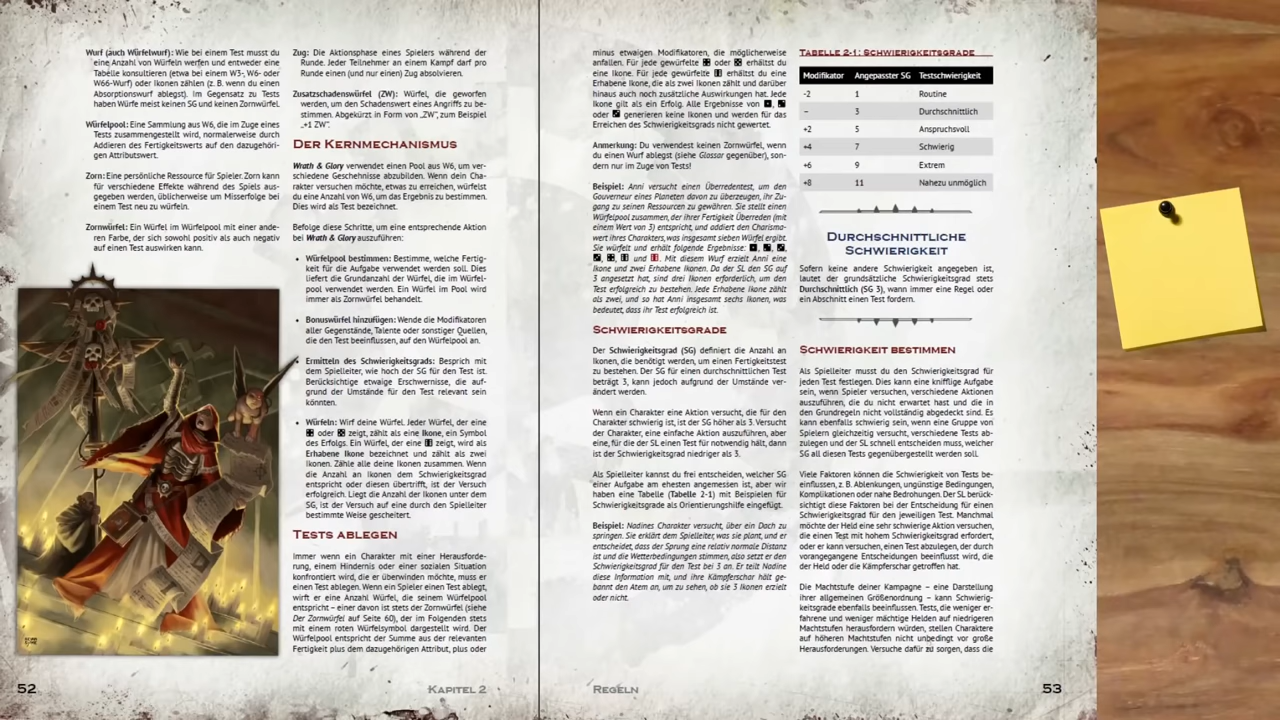 Wurf (auch Würfelwurf): Wie bei einem Test musst du
eine Anzahl von Würfeln werfen und entweder eine
Tabelle konsultieren (etwa bei einem W3-, W6- oder
W66-Wurf) oder Ikonen zählen (z. B. wenn du einen
Absorptionswurf ablegst). Im Gegensatz zu Tests
haben Würfe meist keinen SG und keinen Zornwürfel.
Würfelpool: Eine Sammlung aus W6, die im Zuge eines
Tests zusammengestellt wird, normalerweise durch
Addieren des Fertigkeitswerts auf den dazugehöri-
gen Attributswert.
Zorn: Eine persönliche Ressource für Spieler. Zorn kann
für verschiedene Effekte während des Spiels aus-
gegeben werden, üblicherweise um Misserfolge bei
einem Test neu zu würfeln.
Zornwürfel: Ein Würfel im Würfelpool mit einer ande-
ren Farbe, der sich sowohl positiv als auch negativ
auf einen Test auswirken kann.
Zug: Die Aktionsphase eines Spielers während der
Runde. Jeder Teilnehmer an einem Kampf darf pro
Runde einen (und nur einen) Zug absolvieren.
Zusatzschadenswürfel (ZW): Würfel, die geworfen
werden, um den Schadenswert eines Angriffs zu be-
stimmen. Abgekürzt in Form von „ZW“, zum Beispiel
„+1 ZW“.
Der Kernmechanismus
Wrath & Glory verwendet einen Pool aus W6, um ver-
schiedene Geschehnisse abzubilden. Wenn dein Cha-
rakter versuchen möchte, etwas zu erreichen, würfelst
du eine Anzahl W6, um das Ergebnis zu bestimmen.
Dies wird als Test bezeichnet.
Befolge diese Schritte, um eine entsprechende Aktion
bei Wrath & Glory auszuführen:
• Würfelpool bestimmen: Bestimme, welche Fertig-
keit für die Aufgabe verwendet werden soll. Dies
liefert die Grundanzahl der Würfel, die im Würfel-
pool verwendet werden. Ein Würfel im Pool wird
immer als Zornwürfel behandelt.
• Bonuswürfel hinzufügen: Wende die Modifikatoren
aller Gegenstände, Talente oder sonstiger Quellen,
die den Test beeinflussen, auf den Würfelpool an.
• Ermitteln des Schwierigkeitsgrads: Besprich mit
dem Spielleiter, wie hoch der SG für den Test ist.
Berücksichtige etwaige Erschwernisse, die auf-
grund der Umstände für den Test relevant sein
könnten.
• Würfeln: Wirf deine Würfel. Jeder Würfel, der eine
oder zeigt, zählt als eine Ikone, ein Symbol
des Erfolgs. Ein Würfel, der eine zeigt, wird als
Erhabene Ikone bezeichnet und zählt als zwei
Ikonen. Zähle alle deine Ikonen zusammen. Wenn
die Anzahl an Ikonen dem Schwierigkeitsgrad
entspricht oder diesen übertrifft, ist der Versuch
erfolgreich. Liegt die Anzahl der Ikonen unter dem
SG, ist der Versuch auf eine durch den Spielleiter
bestimmte Weise gescheitert.
Tests ablegen
Immer wenn ein Charakter mit einer Herausforde-
rung, einem Hindernis oder einer sozialen Situation
konfrontiert wird, die er überwinden möchte, muss er
einen Test ablegen. Wenn ein Spieler einen Test ablegt,
wirft er eine Anzahl Würfel, die seinem Würfelpool
entspricht – einer davon ist stets der Zornwürfel (siehe
Der Zornwürfel auf Seite 60), der im Folgenden stets
mit einem roten Würfelsymbol dargestellt wird. Der
Würfelpool entspricht der Summe aus der relevanten
Fertigkeit plus dem dazugehörigen Attribut, plus oder
52
Kapitel 2
minus etwaigen Modifikatoren, die möglicherweise
anfallen. Für jede gewürfelte oder erhältst du
eine Ikone. Für jede gewürfelte erhältst du eine
Erhabene Ikone, die als zwei Ikonen zählt und darüber
hinaus auch noch zusätzliche Auswirkungen hat. Jede
Ikone gilt als ein Erfolg. Alle Ergebnisse von ,
oder generieren keine Ikonen und werden für das
Erreichen des Schwierigkeitsgrads nicht gewertet.
Anmerkung: Du verwendest keinen Zornwürfel, wenn
du einen Wurf ablegst (siehe Glossar gegenüber), son-
dern nur im Zuge von Tests!
Beispiel: Anni versucht einen Überredentest, um den
Gouverneur eines Planeten davon zu überzeugen, ihr Zu-
gang zu seinen Ressourcen zu gewähren. Sie stellt einen
Würfelpool zusammen, der ihrer Fertigkeit Überreden (mit
einem Wert von 3) entspricht, und addiert den Charisma-
wert ihres Charakters, was insgesamt sieben Würfel ergibt.
Sie würfelt und erhält folgende Ergebnisse: , , ,
, , und . Mit diesem Wurf erzielt Anni eine
Ikone und zwei Erhabene Ikonen. Da der SL den SG auf
3 angesetzt hat, sind drei Ikonen erforderlich, um den
Test erfolgreich zu bestehen. Jede Erhabene Ikone zählt
als zwei, und so hat Anni insgesamt sechs Ikonen, was
bedeutet, dass ihr Test erfolgreich ist.
Schwierigkeitsgrade
Der Schwierigkeitsgrad (SG) definiert die Anzahl an
Ikonen, die benötigt werden, um einen Fertigkeitstest
zu bestehen. Der SG für einen durchschnittlichen Test
beträgt 3, kann jedoch aufgrund der Umstände ver-
ändert werden.
Wenn ein Charakter eine Aktion versucht, die für den
Charakter schwierig ist, ist der SG höher als 3. Versucht
der Charakter, eine einfache Aktion auszuführen, aber
eine, für die der SL einen Test für notwendig hält, dann
ist der Schwierigkeitsgrad niedriger als 3.
Als Spielleiter kannst du frei entscheiden, welcher SG
einer Aufgabe am ehesten angemessen ist, aber wir
haben eine Tabelle (Tabelle 2-1) mit Beispielen für
Schwierigkeitsgrade als Orientierungshilfe eingefügt.
Beispiel: Nadines Charakter versucht, über ein Dach zu
springen. Sie erklärt dem Spielleiter, was sie plant, und er
entscheidet, dass der Sprung eine relativ normale Distanz
ist und die Wetterbedingungen stimmen, also setzt er den
Schwierigkeitsgrad für den Test bei 3 an. Er teilt Nadine
diese Information mit, und ihre Kämpferschar hält ge-
bannt den Atem an, um zu sehen, ob sie 3 Ikonen erzielt
oder nicht.
Tabelle 2-1: Schwierigkeitsgrade
Modifikator Angepasster SG Testschwierigkeit
-2 1 Routine
– 3 Durchschnittlich
+2 5 Anspruchsvoll
+4 7 Schwierig
+6 9 Extrem
+8 11 Nahezu unmöglich
Durchschnittliche
Schwierigkeit
Sofern keine andere Schwierigkeit angegeben ist,
lautet der grundsätzliche Schwierigkeitsgrad stets
Durchschnittlich (SG 3), wann immer eine Regel oder
ein Abschnitt einen Test fordern.
Schwierigkeit bestimmen
Als Spielleiter musst du den Schwierigkeitsgrad für
jeden Test festlegen. Dies kann eine knifflige Aufgabe
sein, wenn Spieler versuchen, verschiedene Aktionen
auszuführen, die du nicht erwartet hast und die in
den Grundregeln nicht vollständig abgedeckt sind. Es
kann ebenfalls schwierig sein, wenn eine Gruppe von
Spielern gleichzeitig versucht, verschiedene Tests ab-
zulegen und der SL schnell entscheiden muss, welcher
SG all diesen Tests gegenübergestellt werden soll.
Viele Faktoren können die Schwierigkeit von Tests be-
einflussen, z. B. Ablenkungen, ungünstige Bedingungen,
Komplikationen oder nahe Bedrohungen. Der SL berück-
sichtigt diese Faktoren bei der Entscheidung für einen
Schwierigkeitsgrad für den jeweiligen Test. Manchmal
möchte der Held eine sehr schwierige Aktion versuchen,
die einen Test mit hohem Schwierigkeitsgrad erfordert,
oder er kann versuchen, einen Test abzulegen, der durch
vorangegangene Entscheidungen beeinflusst wird, die
der Held oder die Kämpferschar getroffen hat.
Die Machtstufe deiner Kampagne – eine Darstellung
ihrer allgemeinen Größenordnung – kann Schwierig-
keitsgrade ebenfalls beeinflussen. Tests, die weniger er-
fahrene und weniger mächtige Helden auf niedrigeren
Machtstufen herausfordern würden, stellen Charaktere
auf höheren Machtstufen nicht unbedingt vor große
Herausforderungen. Versuche dafür zu sorgen, dass die
Regeln
53